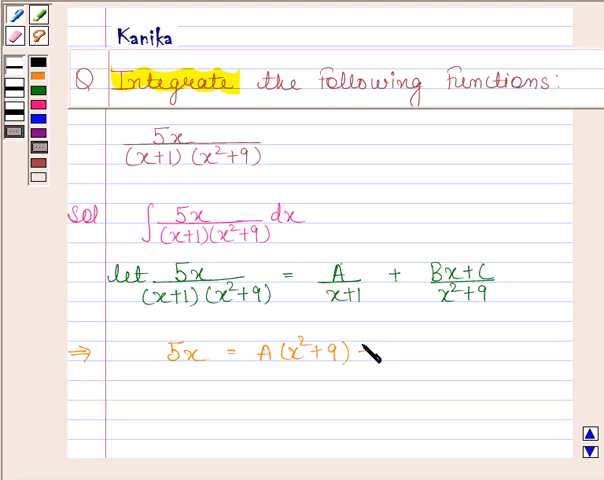 Kanika
Q Integrate the Following Functions:
5x
(x+1) (x²+9)
Sol ∫ 5x / (x+1)(x²+9) dx
let 5x / (x+1)(x²+9) = A / x+1 + Bx+C / x²+9
⇒ 5x = A(x²+9) -